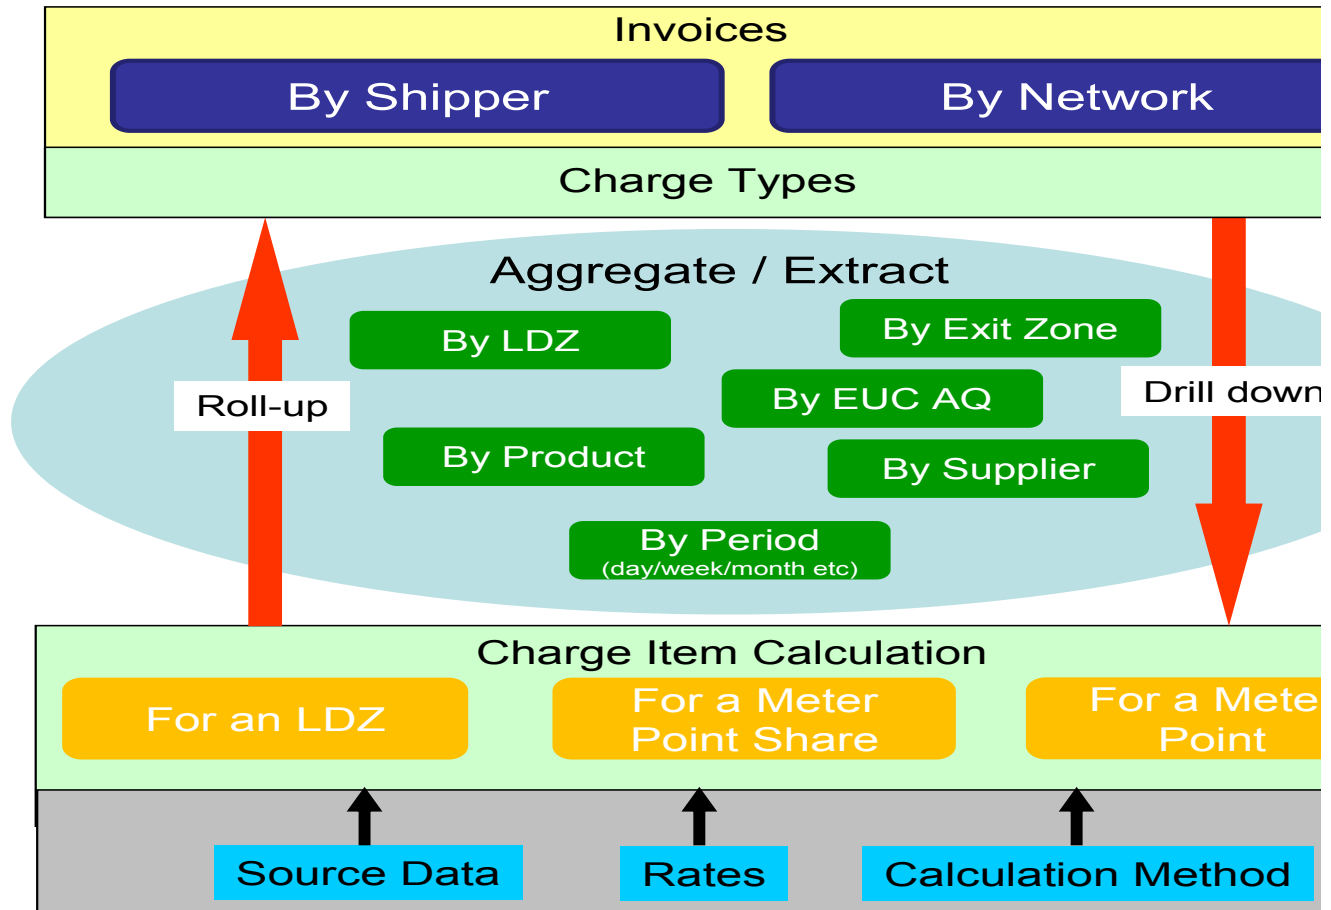 Invoices
By Shipper
By Network
Charge Types
Aggregate / Extract
By LDZ
By Exit Zone
By EUC AQ
Roll-up
Drill down
By Product
By Supplier
By Period
(day/week/month etc)
Charge Item Calculation
For an LDZ
For a Meter
Point Share
For a Mete
Point
Source Data
Rates
Calculation Method